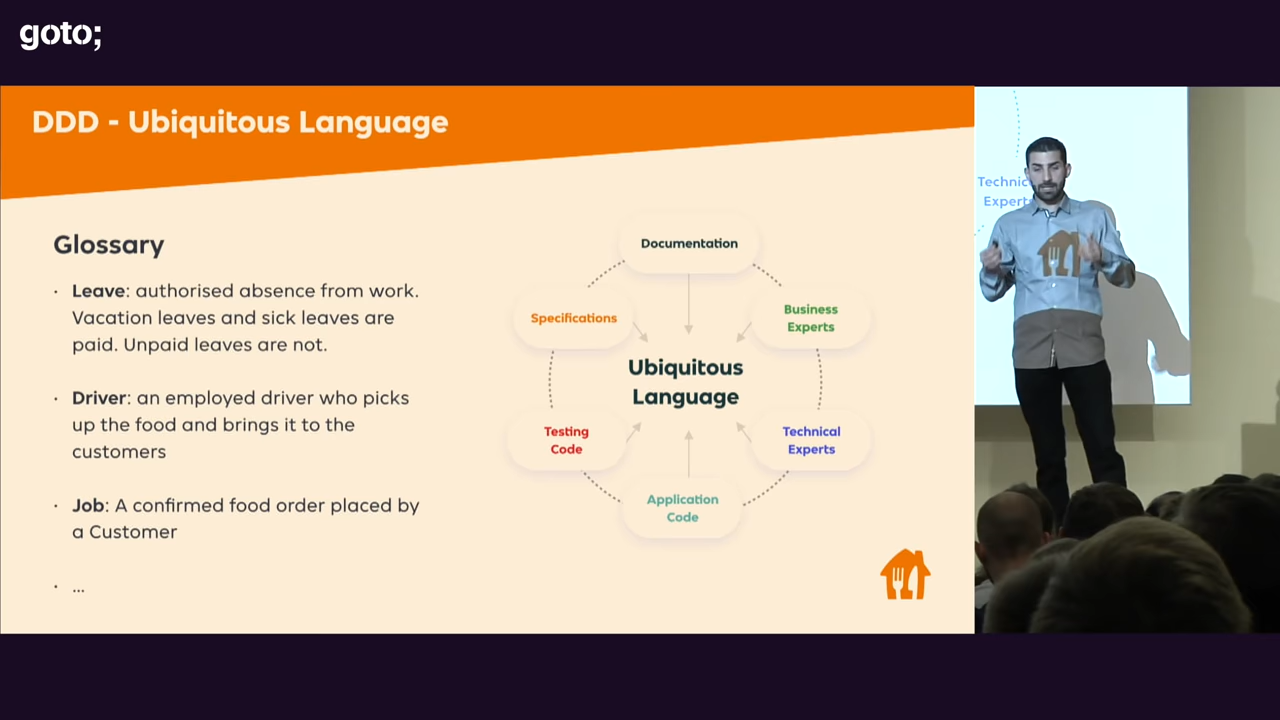 goto;
DDD - Ubiquitous Language
Glossary
· Leave: authorised absence from work.
Vacation leaves and sick leaves are
paid. Unpaid leaves are not.
· Driver: an employed driver who picks
up the food and brings it to the
customers
· Job: A confirmed food order placed by
a Customer
· ...
Documentation
Specifications
Business
Experts
Ubiquitous
Language
Testing
Code
Technical
Experts
Application
Code
Technic
Expert